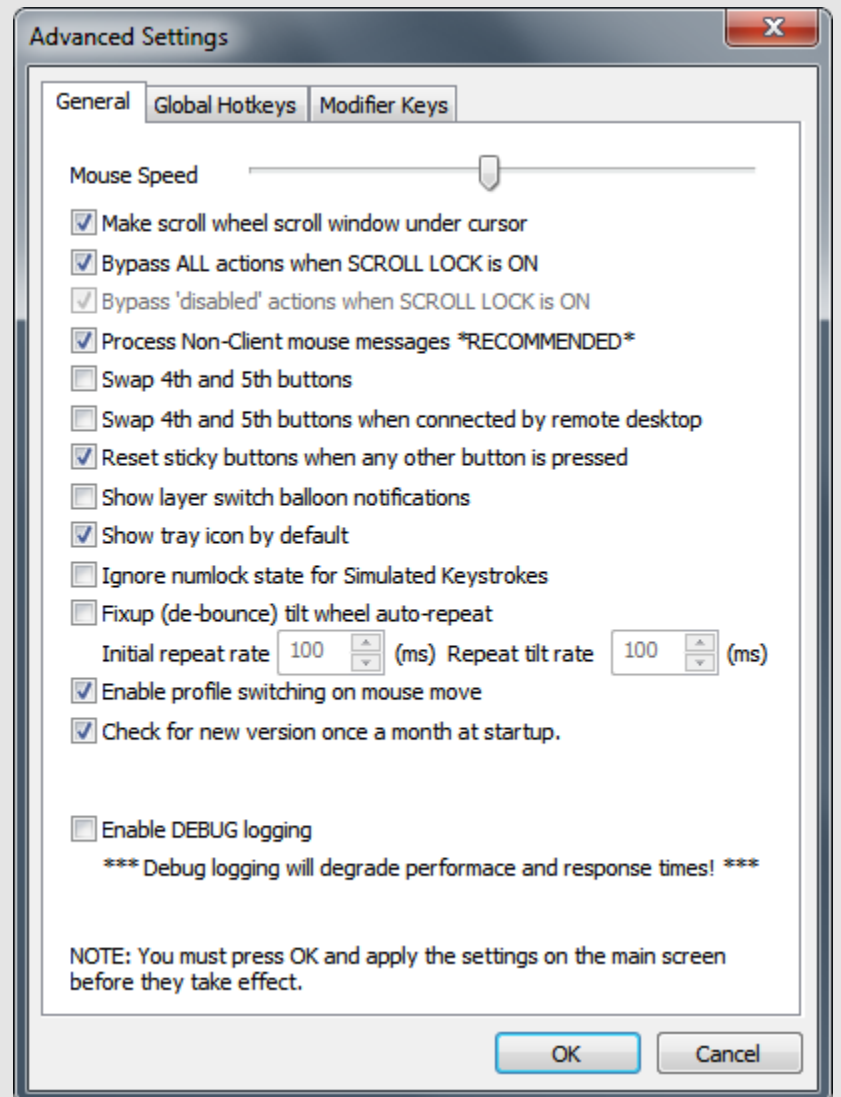 Advanced Settings
General Global Hotkeys Modifier Keys
Mouse Speed
Make scroll wheel scroll window under cursor
Bypass ALL actions when SCROLL LOCK is ON
Bypass 'disabled' actions when SCROLL LOCK is ON
Process Non-Client mouse messages *RECOMMENDED*
Swap 4th and 5th buttons
Swap 4th and 5th buttons when connected by remote desktop
Reset sticky buttons when any other button is pressed
Show layer switch balloon notifications
Show tray icon by default
Ignore numlock state for Simulated Keystrokes
Fixup (de-bounce) tilt wheel auto-repeat
Initial repeat rate 100 (ms) Repeat tilt rate 100 (ms)
Enable profile switching on mouse move
Check for new version once a month at startup.
Enable DEBUG logging
*** Debug logging will degrade performace and response times! ***
NOTE: You must press OK and apply the settings on the main screen
before they take effect.
OK Cancel